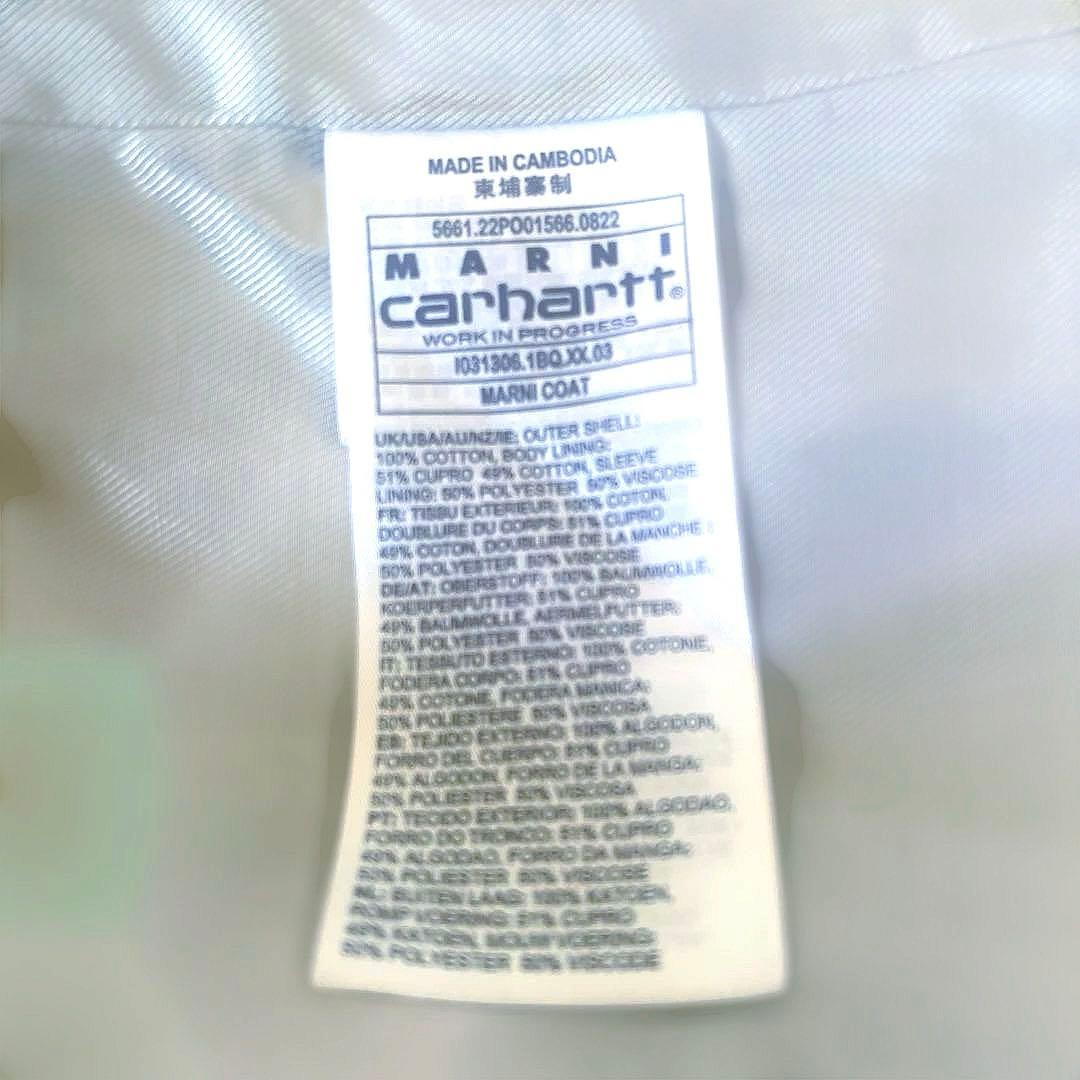 MADE IN CAMBODIA
柬埔寨制
5661.22PO01566.0822
MARNI
carhartt®
WORK IN PROGRESS
I031306.1BQ.XX.03
MARNI COAT
UK/USA/AU/NZ/IE: OUTER SHELL:
100% COTTON, BODY LINING:
51% CUPRO 49% COTTON, SLEEVE
LINING: 50% POLYESTER 50% VISCOSE
FR: TISSU EXTERIEUR: 100% COTON,
DOUBLURE DU CORPS: 51% CUPRO
49% COTON, DOUBLURE DE LA MANCHE:
50% POLYESTER 50% VISCOSE
DE/AT: OBERSTOFF: 100% BAUMWOLLE,
KOERPERFUTTER: 51% CUPRO
49% BAUMWOLLE, AERMELFUTTER:
50% POLYESTER 50% VISCOSE
IT: TESSUTO ESTERNO: 100% COTONE,
FODERA CORPO: 51% CUPRO
49% COTONE, FODERA MANICA:
50% POLIESTERE 50% VISCOSA
ES: TEJIDO EXTERNO: 100% ALGODON,
FORRO DEL CUERPO: 51% CUPRO
49% ALGODON, FORRO DE LA MANGA:
50% POLIESTER 50% VISCOSA
PT: TECIDO EXTERIOR: 100% ALGODAO,
FORRO DO TRONCO: 51% CUPRO
49% ALGODAO, FORRO DA MANGA:
50% POLIESTER 50% VISCOSE
NL: BUITEN LAAG: 100% KATOEN,
ROMP VOERING: 51% CUPRO
49% KATOEN, MOUW VOERING
50% POLYESTER 50% VISCOSE